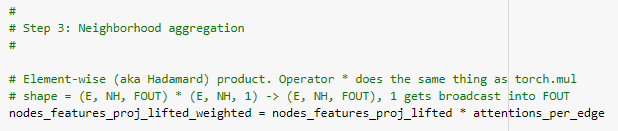 #
# Step 3: Neighborhood aggregation
#
# Element-wise (aka Hadamard) product. Operator * does the same thing as torch.mul
# shape = (E, NH, FOUT) * (E, NH, 1) -> (E, NH, FOUT), 1 gets broadcast into FOUT
nodes_features_proj_lifted_weighted = nodes_features_proj_lifted * attentions_per_edge